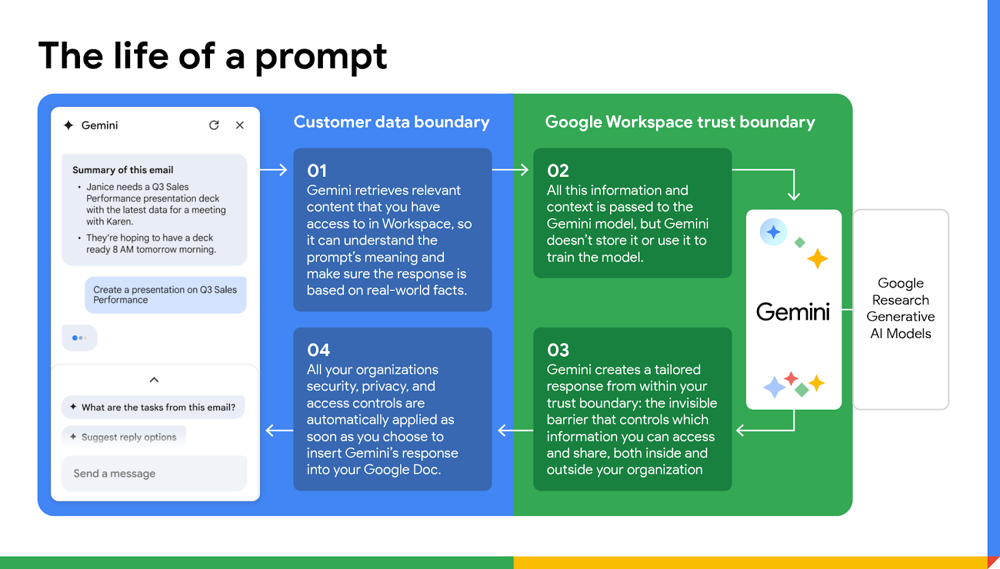 The life of a prompt
Gemini
Summary of this email
• Janice needs a Q3 Sales
Performance presentation deck
with the latest data for a meeting
with Karen.
• They’re hoping to have a deck
ready 8 AM tomorrow morning.
Create a presentation on Q3 Sales
Performance
What are the tasks from this email?
Suggest reply options
Send a message
Customer data boundary
01
Gemini retrieves relevant
content that you have
access to in Workspace, so
it can understand the
prompt’s meaning and
make sure the response is
based on real-world facts.
Google Workspace trust boundary
02
All this information and
context is passed to the
Gemini model, but Gemini
doesn’t store it or use it to
train the model.
Gemini
Google
Research
Generative
AI Models
03
Gemini creates a tailored
response from within your
trust boundary: the invisible
barrier that controls which
information you can access
and share, both inside and
outside your organization
04
All your organizations
security, privacy, and
access controls are
automatically applied as
soon as you choose to
insert Gemini’s response
into your Google Doc.